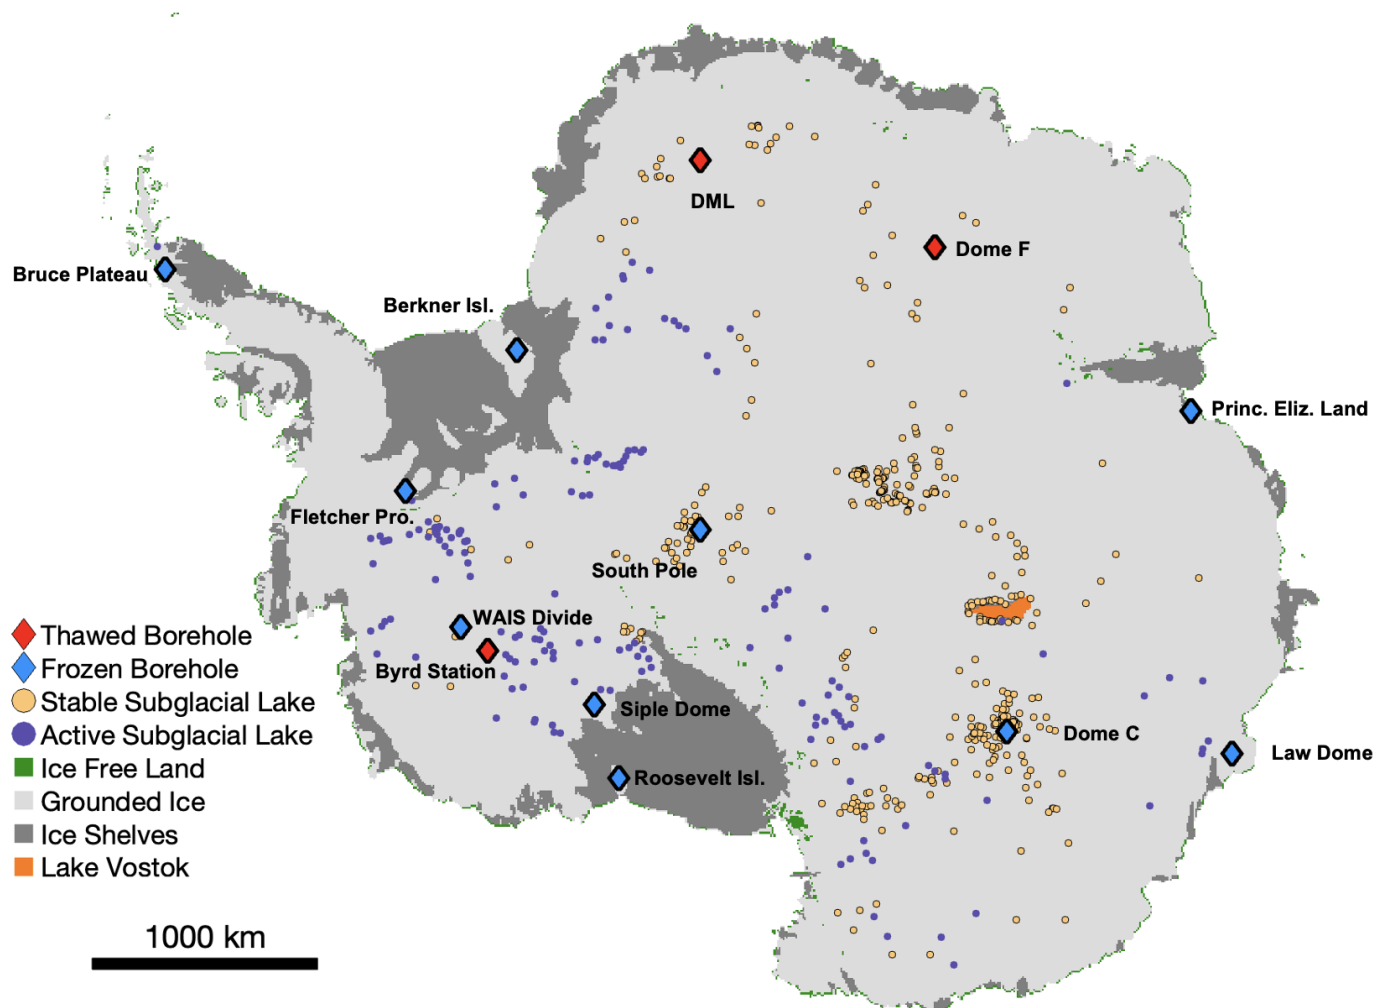 DML
Dome F
Bruce Plateau
Berkner Isl.
Princ. Eliz. Land
Fletcher Pro.
South Pole
WAIS Divide
Byrd Station
Siple Dome
Dome C
Law Dome
Roosevelt Isl.
Thawed Borehole
Frozen Borehole
Stable Subglacial Lake
Active Subglacial Lake
Ice Free Land
Grounded Ice
Ice Shelves
Lake Vostok
1000 km